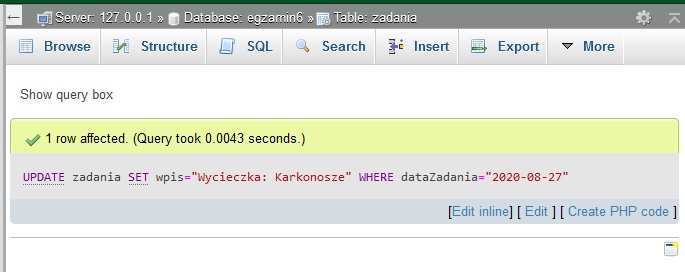 Server: 127.0.0.1 » Database: egzamin6 » Table: zadania
Browse Structure SQL Search Insert Export More
Show query box
1 row affected. (Query took 0.0043 seconds.)
UPDATE zadania SET wpis="Wycieczka: Karkonosze" WHERE dataZadania="2020-08-27"
[Edit inline] [ Edit ] [ Create PHP code ]